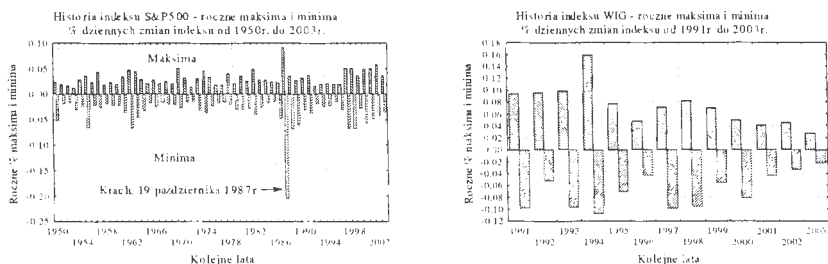 Historia indeksu S&P500 - roczne maksima i minima
% dziennych zmian indeksu od 1950r. do 2003r.
Roczne % maksima i minima
0.10
0.05
0.00
-0.05
-0.10
-0.15
-0.20
-0.25
Maksima
Minima
Krach, 19 października 1987r
1950 1958 1966 1974 1982 1990 1998
1954 1962 1970 1978 1986 1994 2002
Kolejne lata
Historia indeksu WIG - roczne maksima i minima
% dziennych zmian indeksu od 1991r. do 2003r.
Roczne % maksima i minima
0.18
0.16
0.14
0.12
0.10
0.08
0.06
0.04
0.02
0.00
-0.02
-0.04
-0.06
-0.08
-0.10
-0.12
1991 1993 1995 1997 1999 2001 2003
1992 1994 1996 1998 2000 2002
Kolejne lata